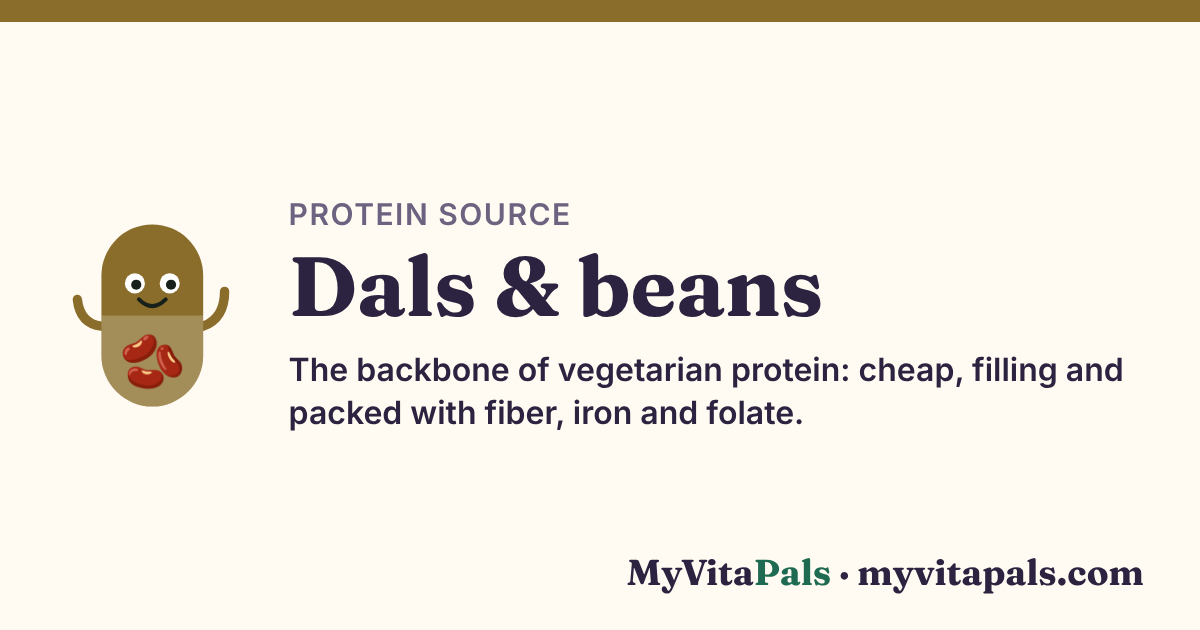 PROTEIN SOURCE
Dals & beans
The backbone of vegetarian protein: cheap, filling and
packed with fiber, iron and folate.
MyVitaPals · myvitapals.com